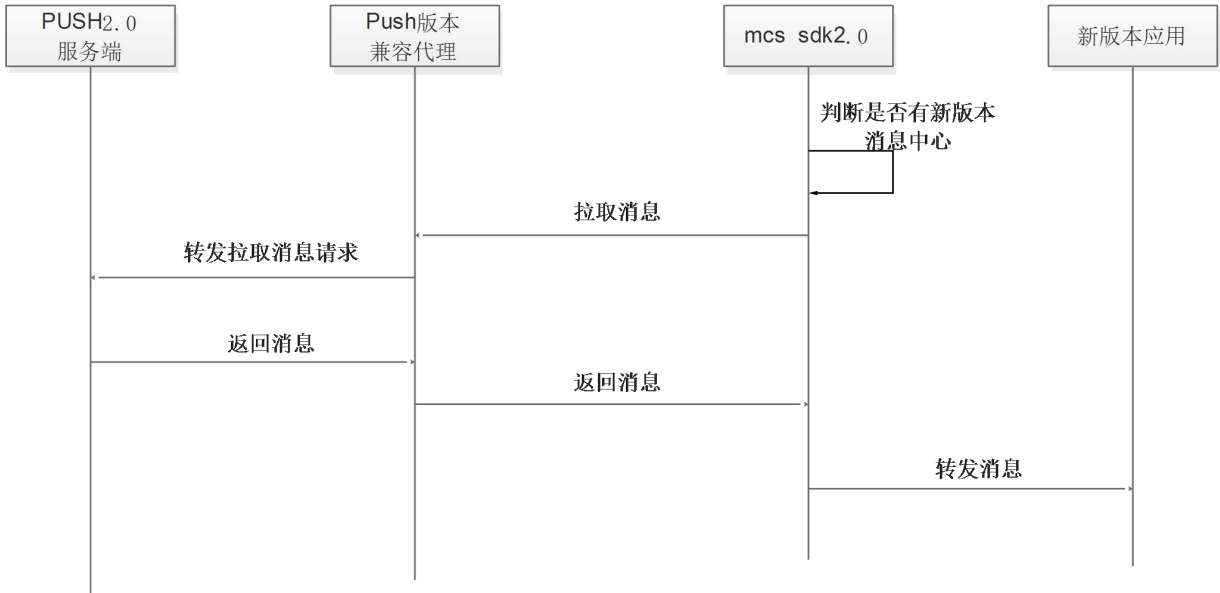 PUSH2.0
服务端
Push版本
兼容代理
mcs sdk2.0
新版本应用
判断是否有新版本
消息中心
拉取消息
转发拉取消息请求
返回消息
返回消息
转发消息